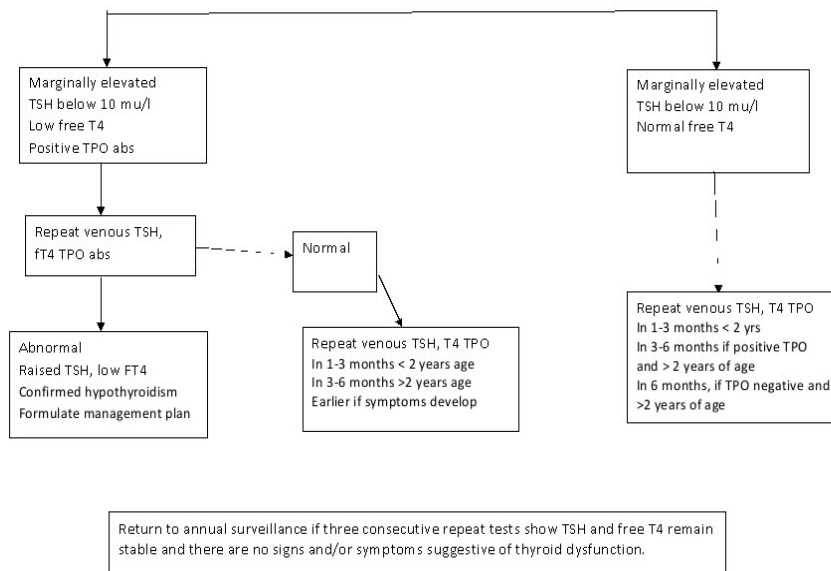 Marginally elevated
TSH below 10 mu/l
Low free T4
Positive TPO abs
Marginally elevated
TSH below 10 mu/l
Normal free T4
Repeat venous TSH,
fT4 TPO abs
Normal
Abnormal
Raised TSH, low FT4
Confirmed hypothyroidism
Formulate management plan
Repeat venous TSH, T4 TPO
In 1-3 months < 2 years age
In 3-6 months >2 years age
Earlier if symptoms develop
Repeat venous TSH, T4 TPO
In 1-3 months < 2 yrs
In 3-6 months if positive TPO
and > 2 years of age
In 6 months, if TPO negative and
>2 years of age
Return to annual surveillance if three consecutive repeat tests show TSH and free T4 remain
stable and there are no signs and/or symptoms suggestive of thyroid dysfunction.